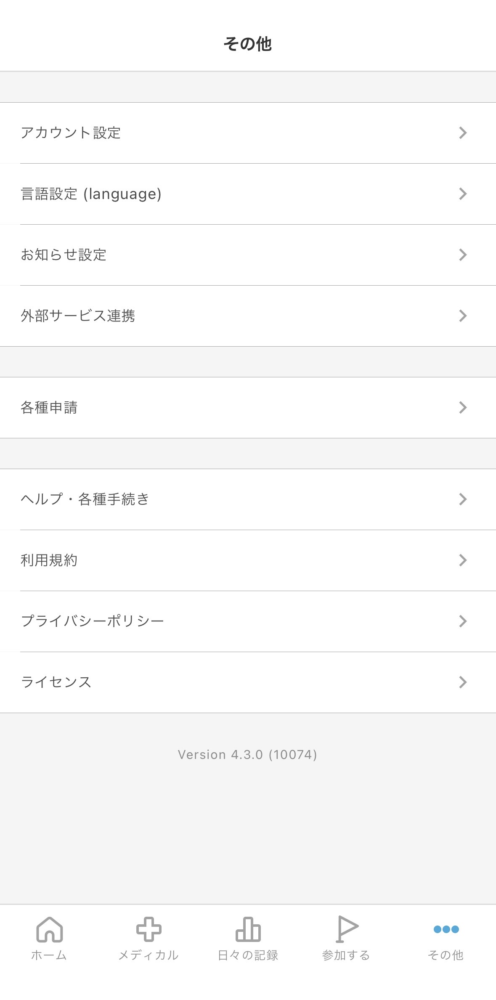 その他
アカウント設定
言語設定 (language)
お知らせ設定
外部サービス連携
各種申請
ヘルプ・各種手続き
利用規約
プライバシーポリシー
ライセンス
Version 4.3.0 (10074)
ホーム
メディカル
日々の記録
参加する
その他